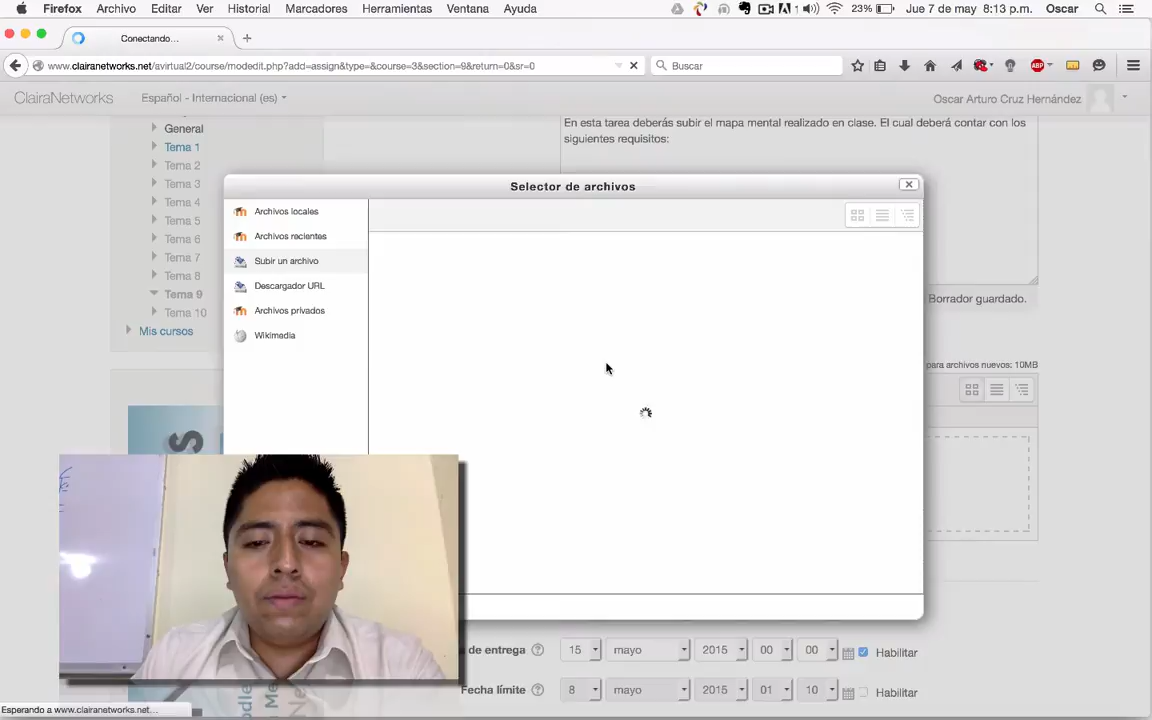 Firefox Archivo Editar Ver Historial Marcadores Herramientas Ventana Ayuda
1 23% Jue 7 de may 8:13 p.m. Oscar
Conectando...
www.clairanetworks.net/avirtual2/course/modedit.php?add=assign&type=&course=3&section=9&return=0&sr=0
Buscar
ABP
ClairaNetworks
Español - Internacional (es)
Oscar Arturo Cruz Hernández
General
Tema 1
Tema 2
Tema 3
Tema 4
Tema 5
Tema 6
Tema 7
Tema 8
Tema 9
Tema 10
Mis cursos
En esta tarea deberás subir el mapa mental realizado en clase. El cual deberá contar con los
siguientes requisitos:
Selector de archivos
Archivos locales
Archivos recientes
Subir un archivo
Descargador URL
Archivos privados
Wikimedia
Borrador guardado.
para archivos nuevos: 10MB
de entrega 15 mayo 2015 00 00 Habilitar
Fecha límite 8 mayo 2015 01 10 Habilitar
Esperando a www.clairanetworks.net...